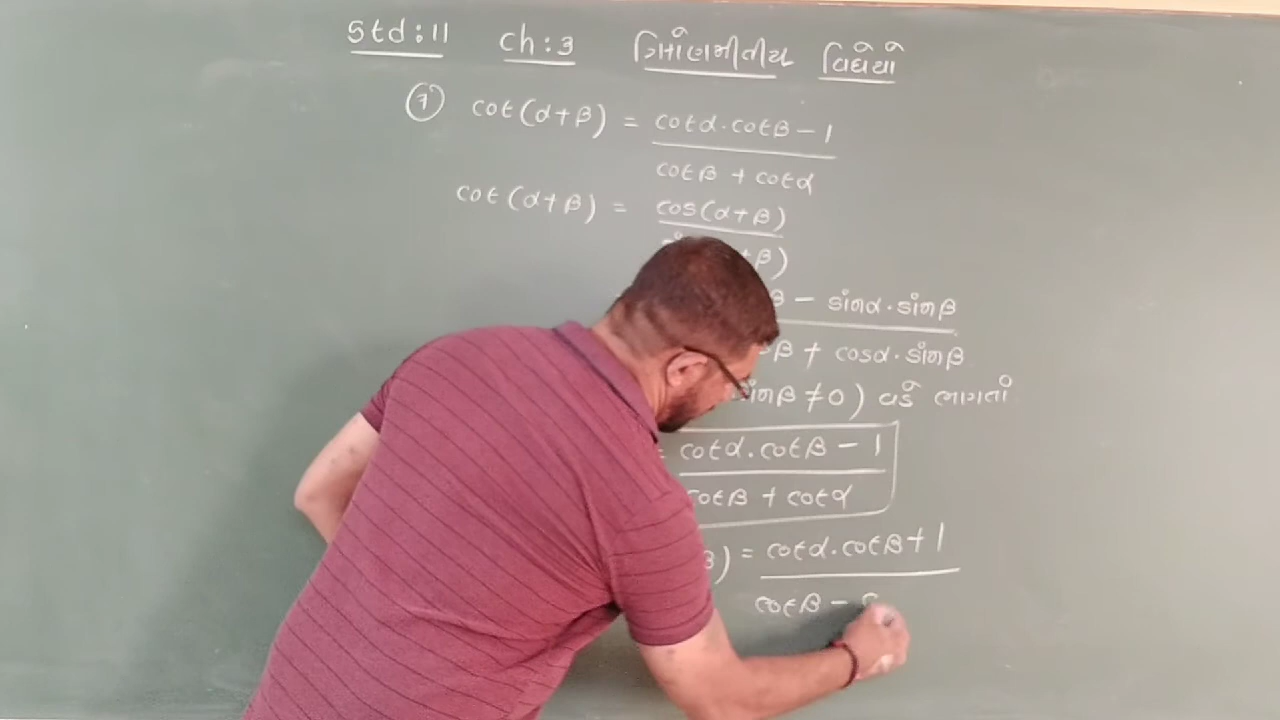 Std:11 ch:3 ત્રિકોણમીતીય વિધેયો
(7) cot(α+β) = cotα.cotβ-1
cotβ + cotα
cot(α+β) = cos(α+β)
β)
β - sinα.sinβ
β + cosα.sinβ
sinβ ≠0) વડે ભાગતાં
= cotα.cotβ - 1
cotβ + cotα
β) = cotα.cotβ+1
cotβ -